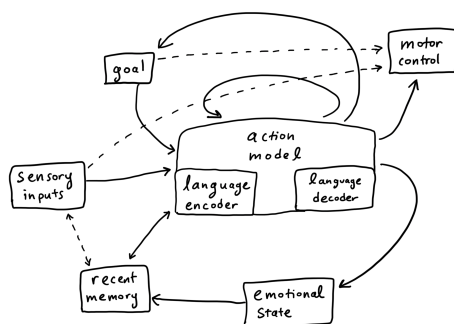 goal
motor
control
action
model
sensory
inputs
language
encoder
language
decoder
recent
memory
emotional
state